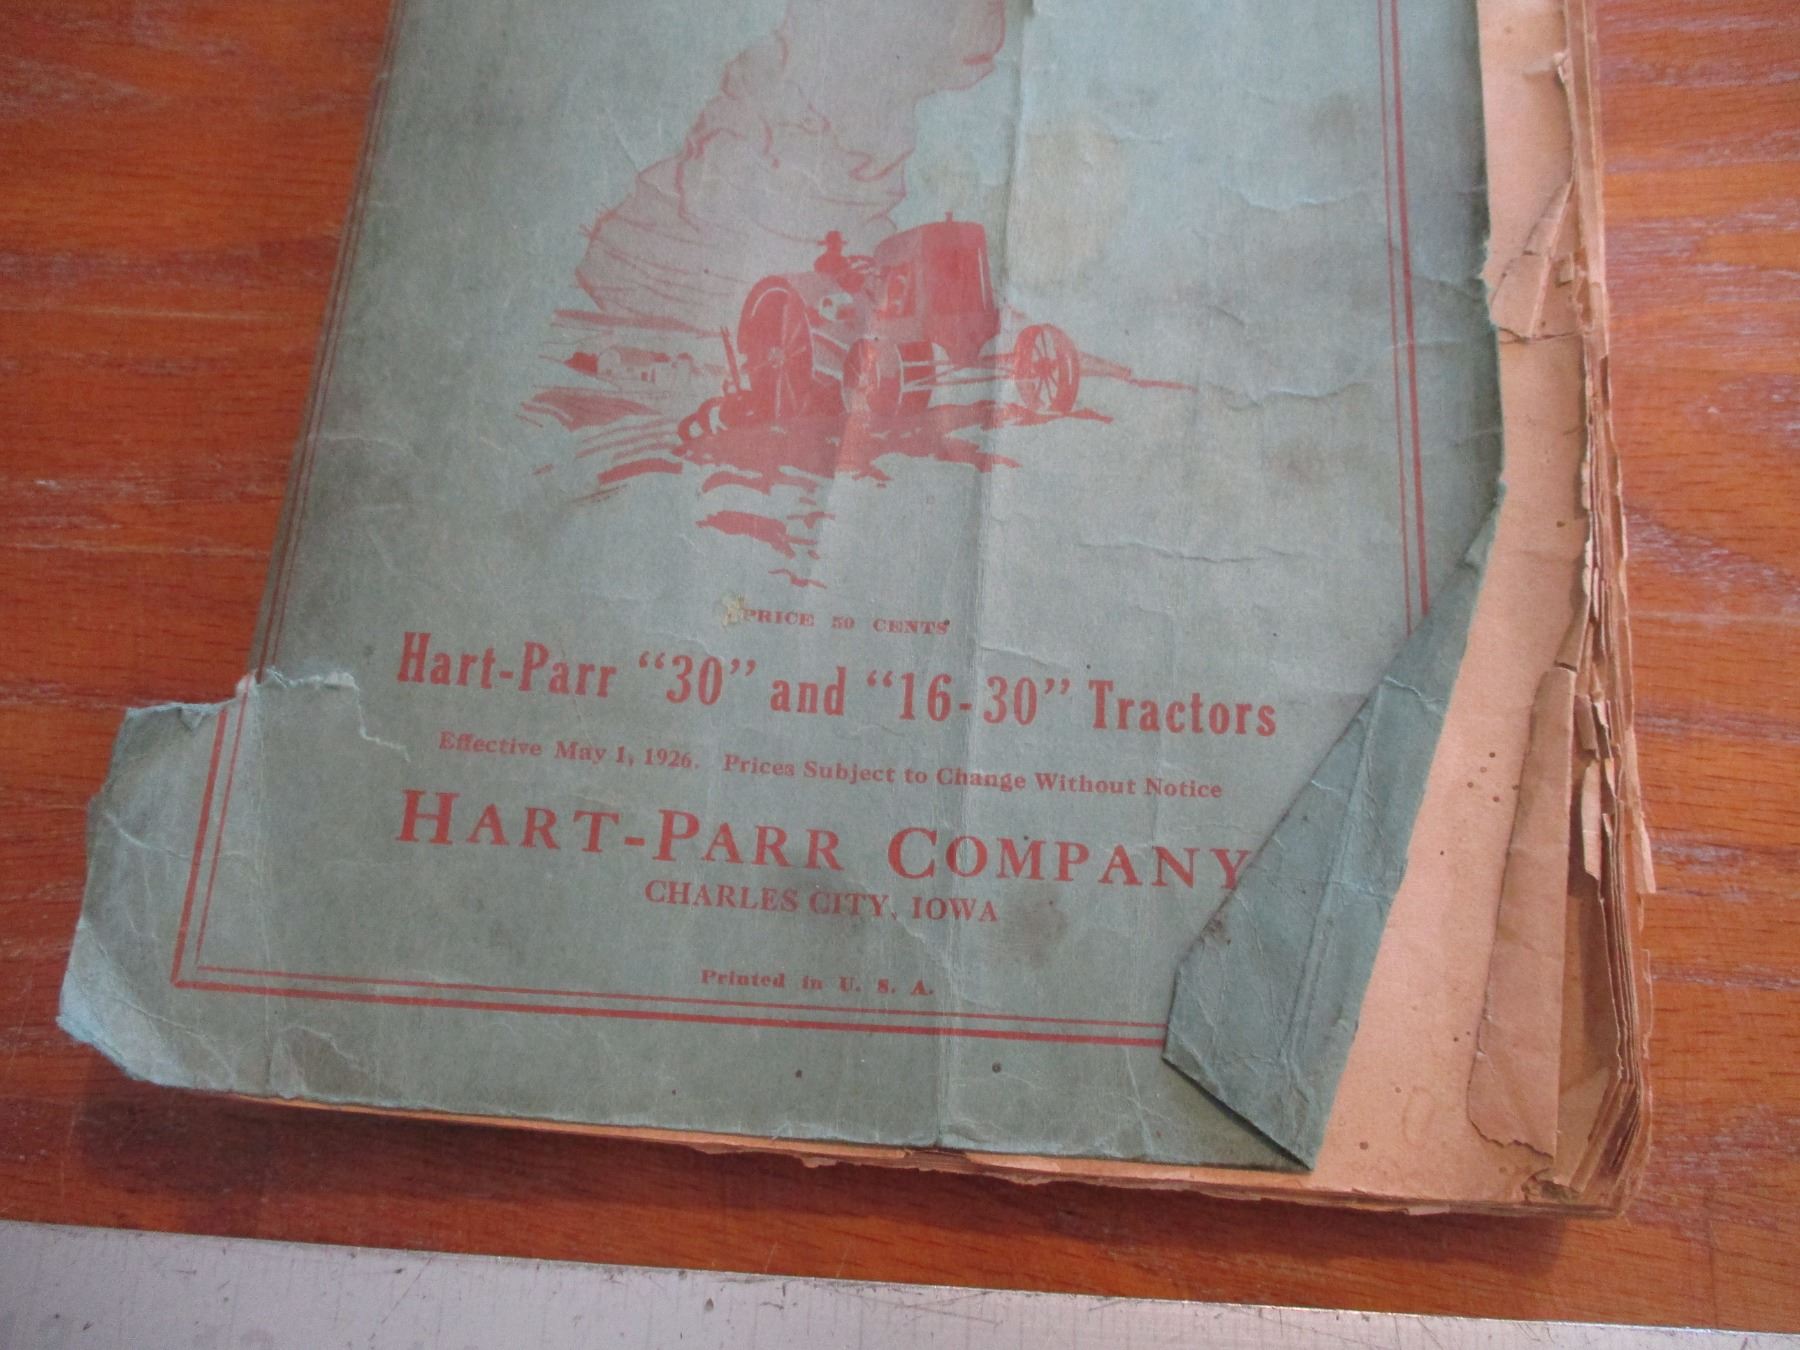 PRICE 50 CENTS
Hart-Parr “30” and “16-30” Tractors
Effective May 1, 1926. Prices Subject to Change Without Notice
HART-PARR COMPANY
CHARLES CITY, IOWA
Printed in U. S. A.